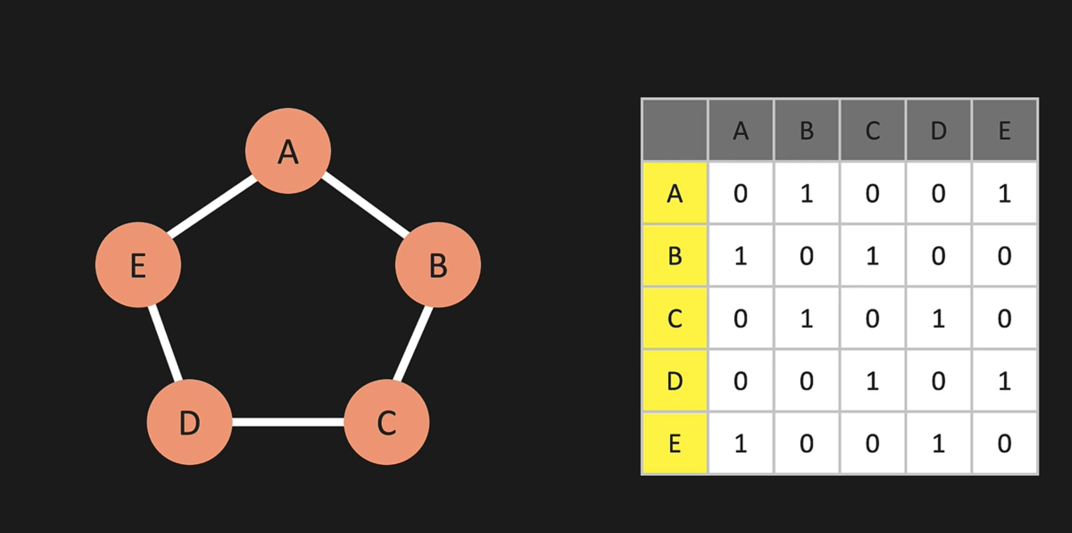 A
E
B
D
C
A B C D E
A 0 1 0 0 1
B 1 0 1 0 0
C 0 1 0 1 0
D 0 0 1 0 1
E 1 0 0 1 0